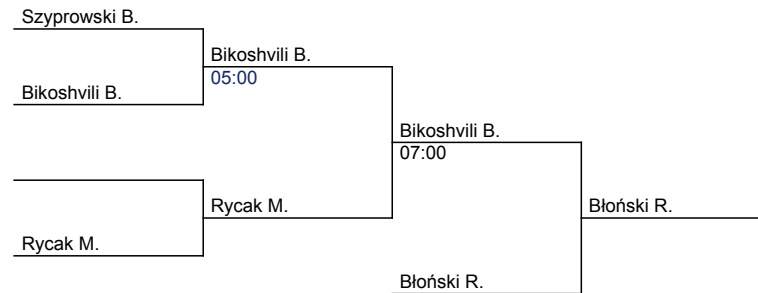 Szyprowski B.
Bikoshvili B.
05:00
Bikoshvili B.
Bikoshvili B.
07:00
Rycak M.
Błoński R.
Rycak M.
Błoński R.